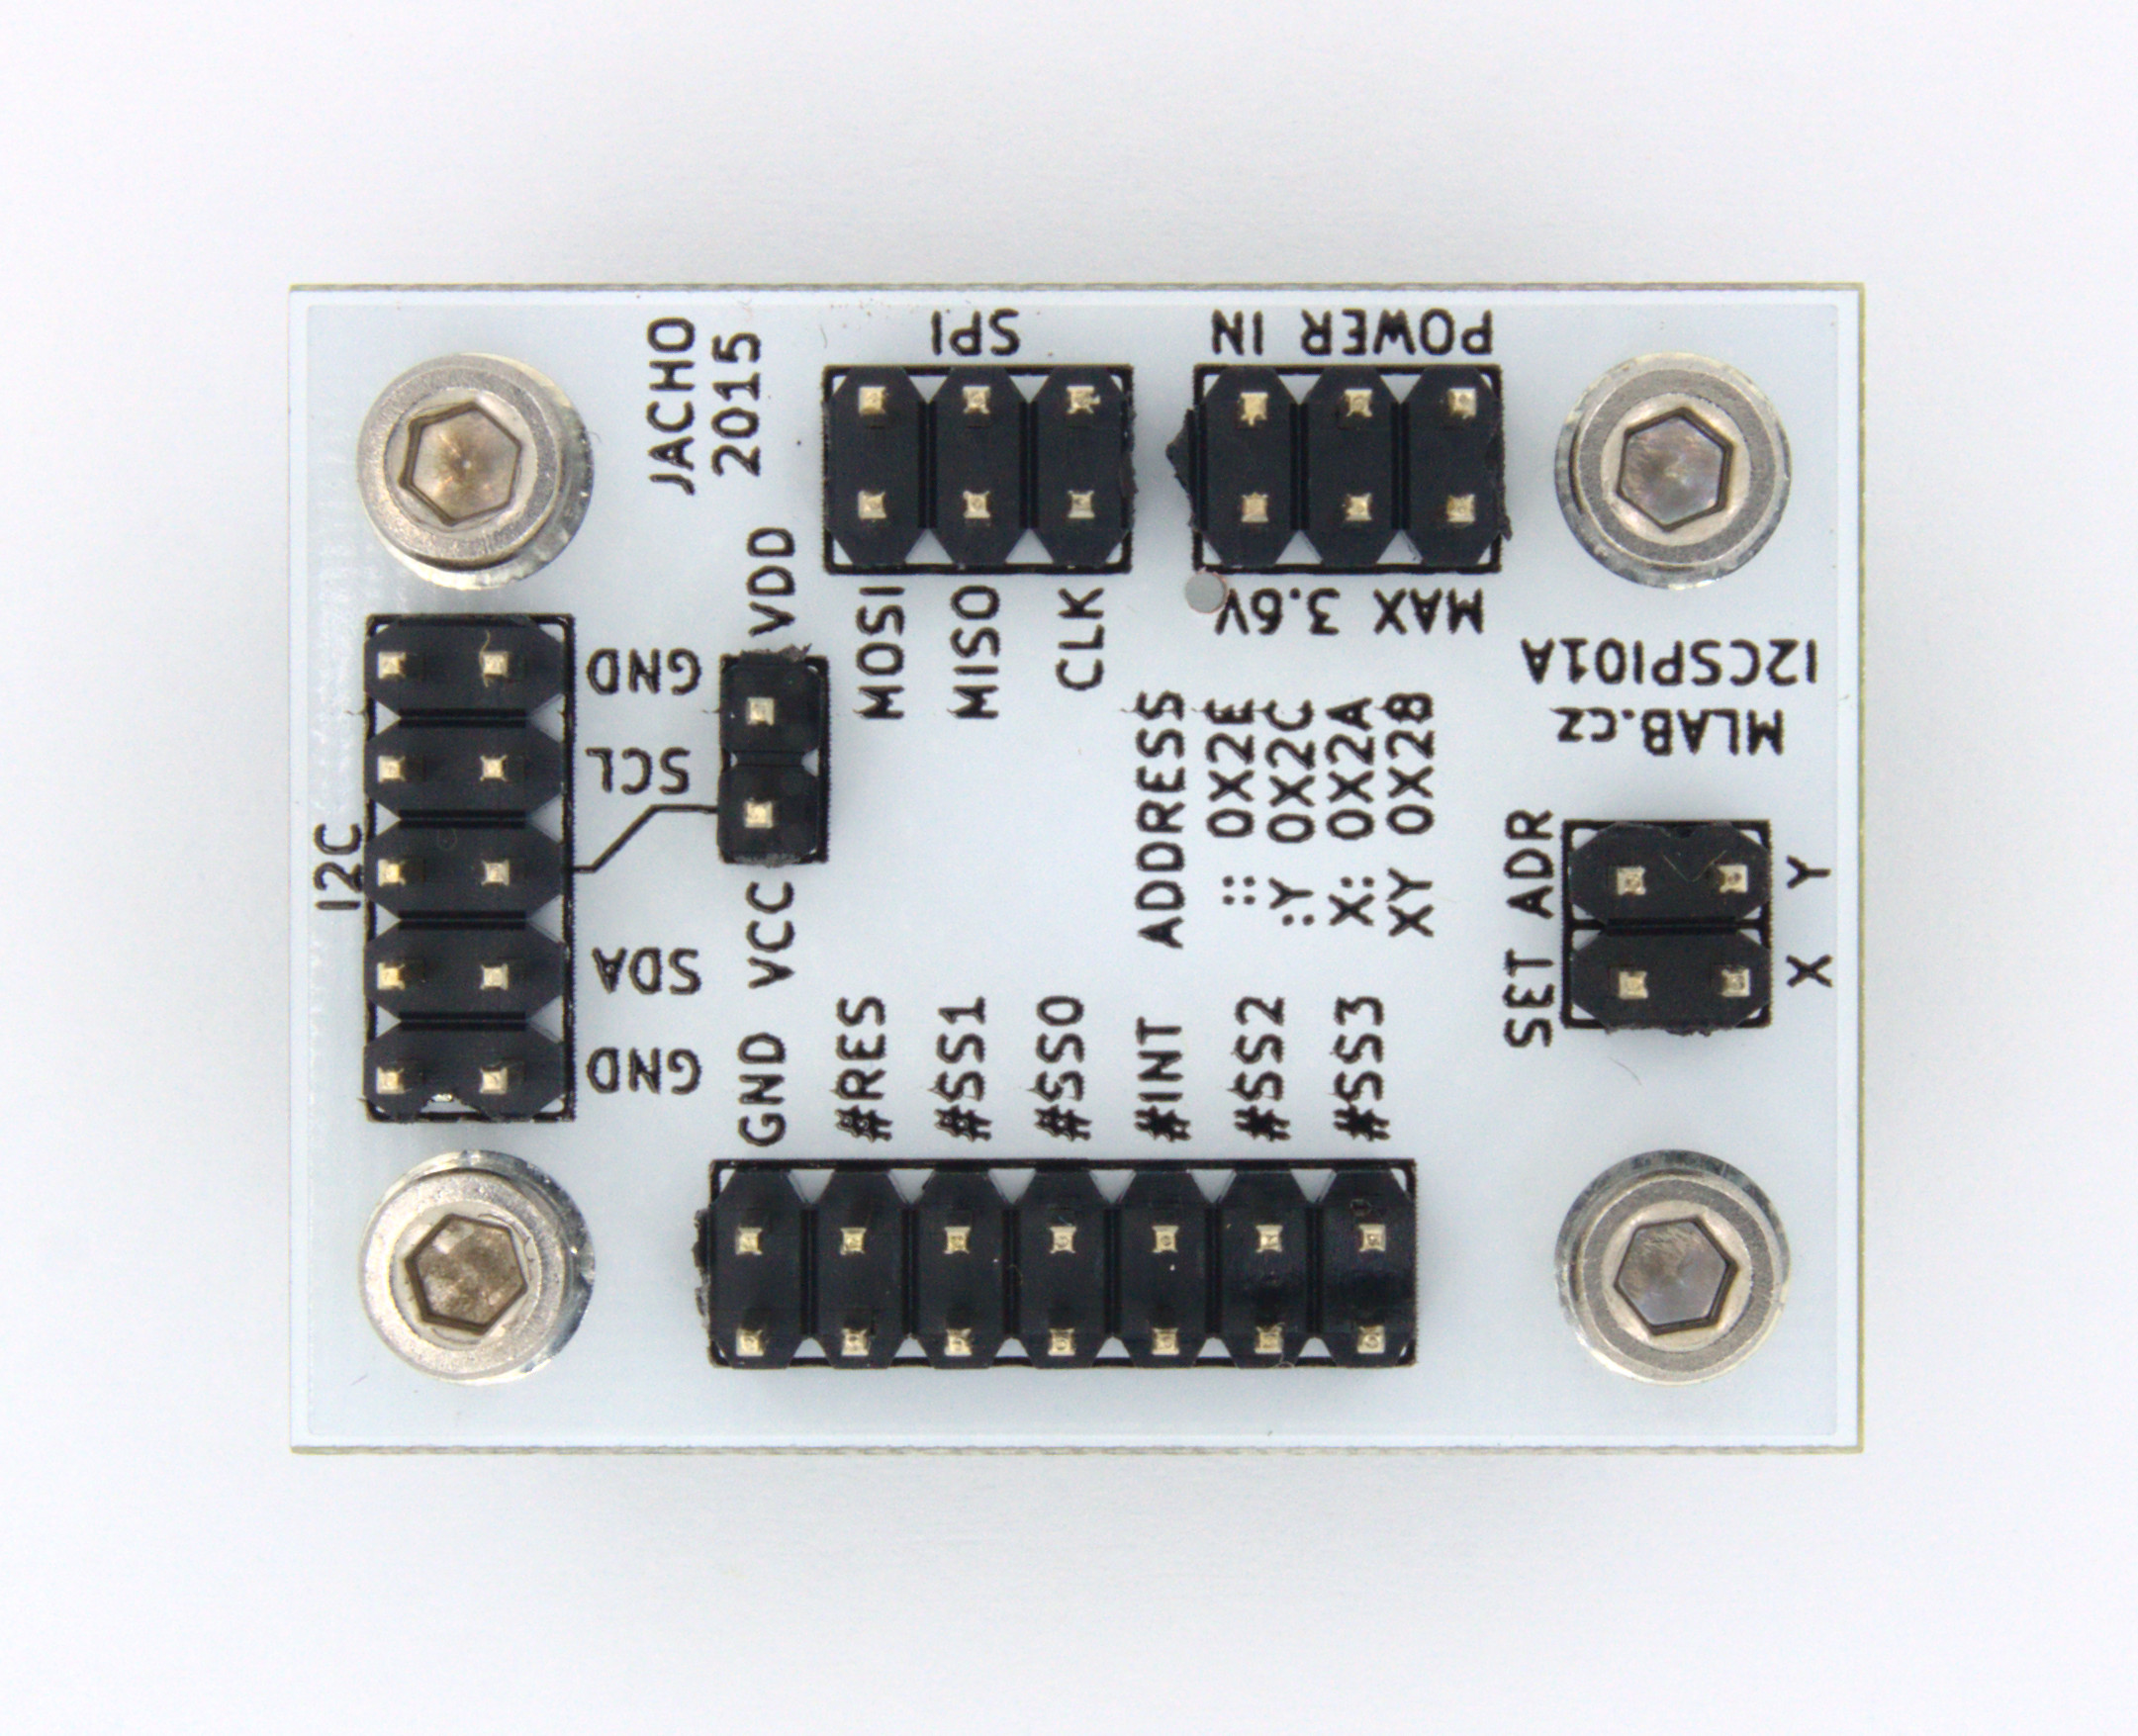 JACHO
2015
SPI
POWER IN
MAX 3.6V
MOSI
MISO
CLK
VDD
VCC
I2C
GND
SCL
SDA
GND
I2CSPI01A
MLAB.cz
ADDRESS
:: 0X2E
:Y 0X2C
X: 0X2A
XY 0X28
SET ADR
Y
X
GND
#RES
#SS1
#SS0
#INT
#SS2
#SS3